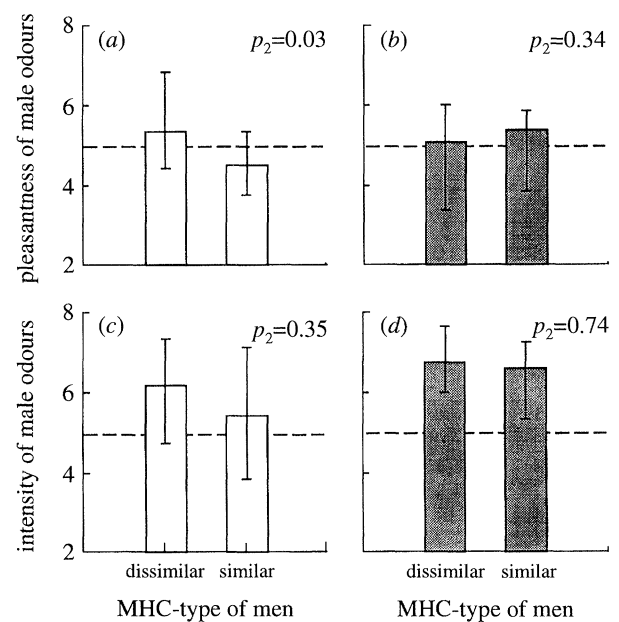 pleasantness of male odours
8
6
4
2
(a)
p2=0.03
(b)
p2=0.34
intensity of male odours
8
6
4
2
(c)
p2=0.35
(d)
p2=0.74
dissimilar similar
dissimilar similar
MHC-type of men
MHC-type of men